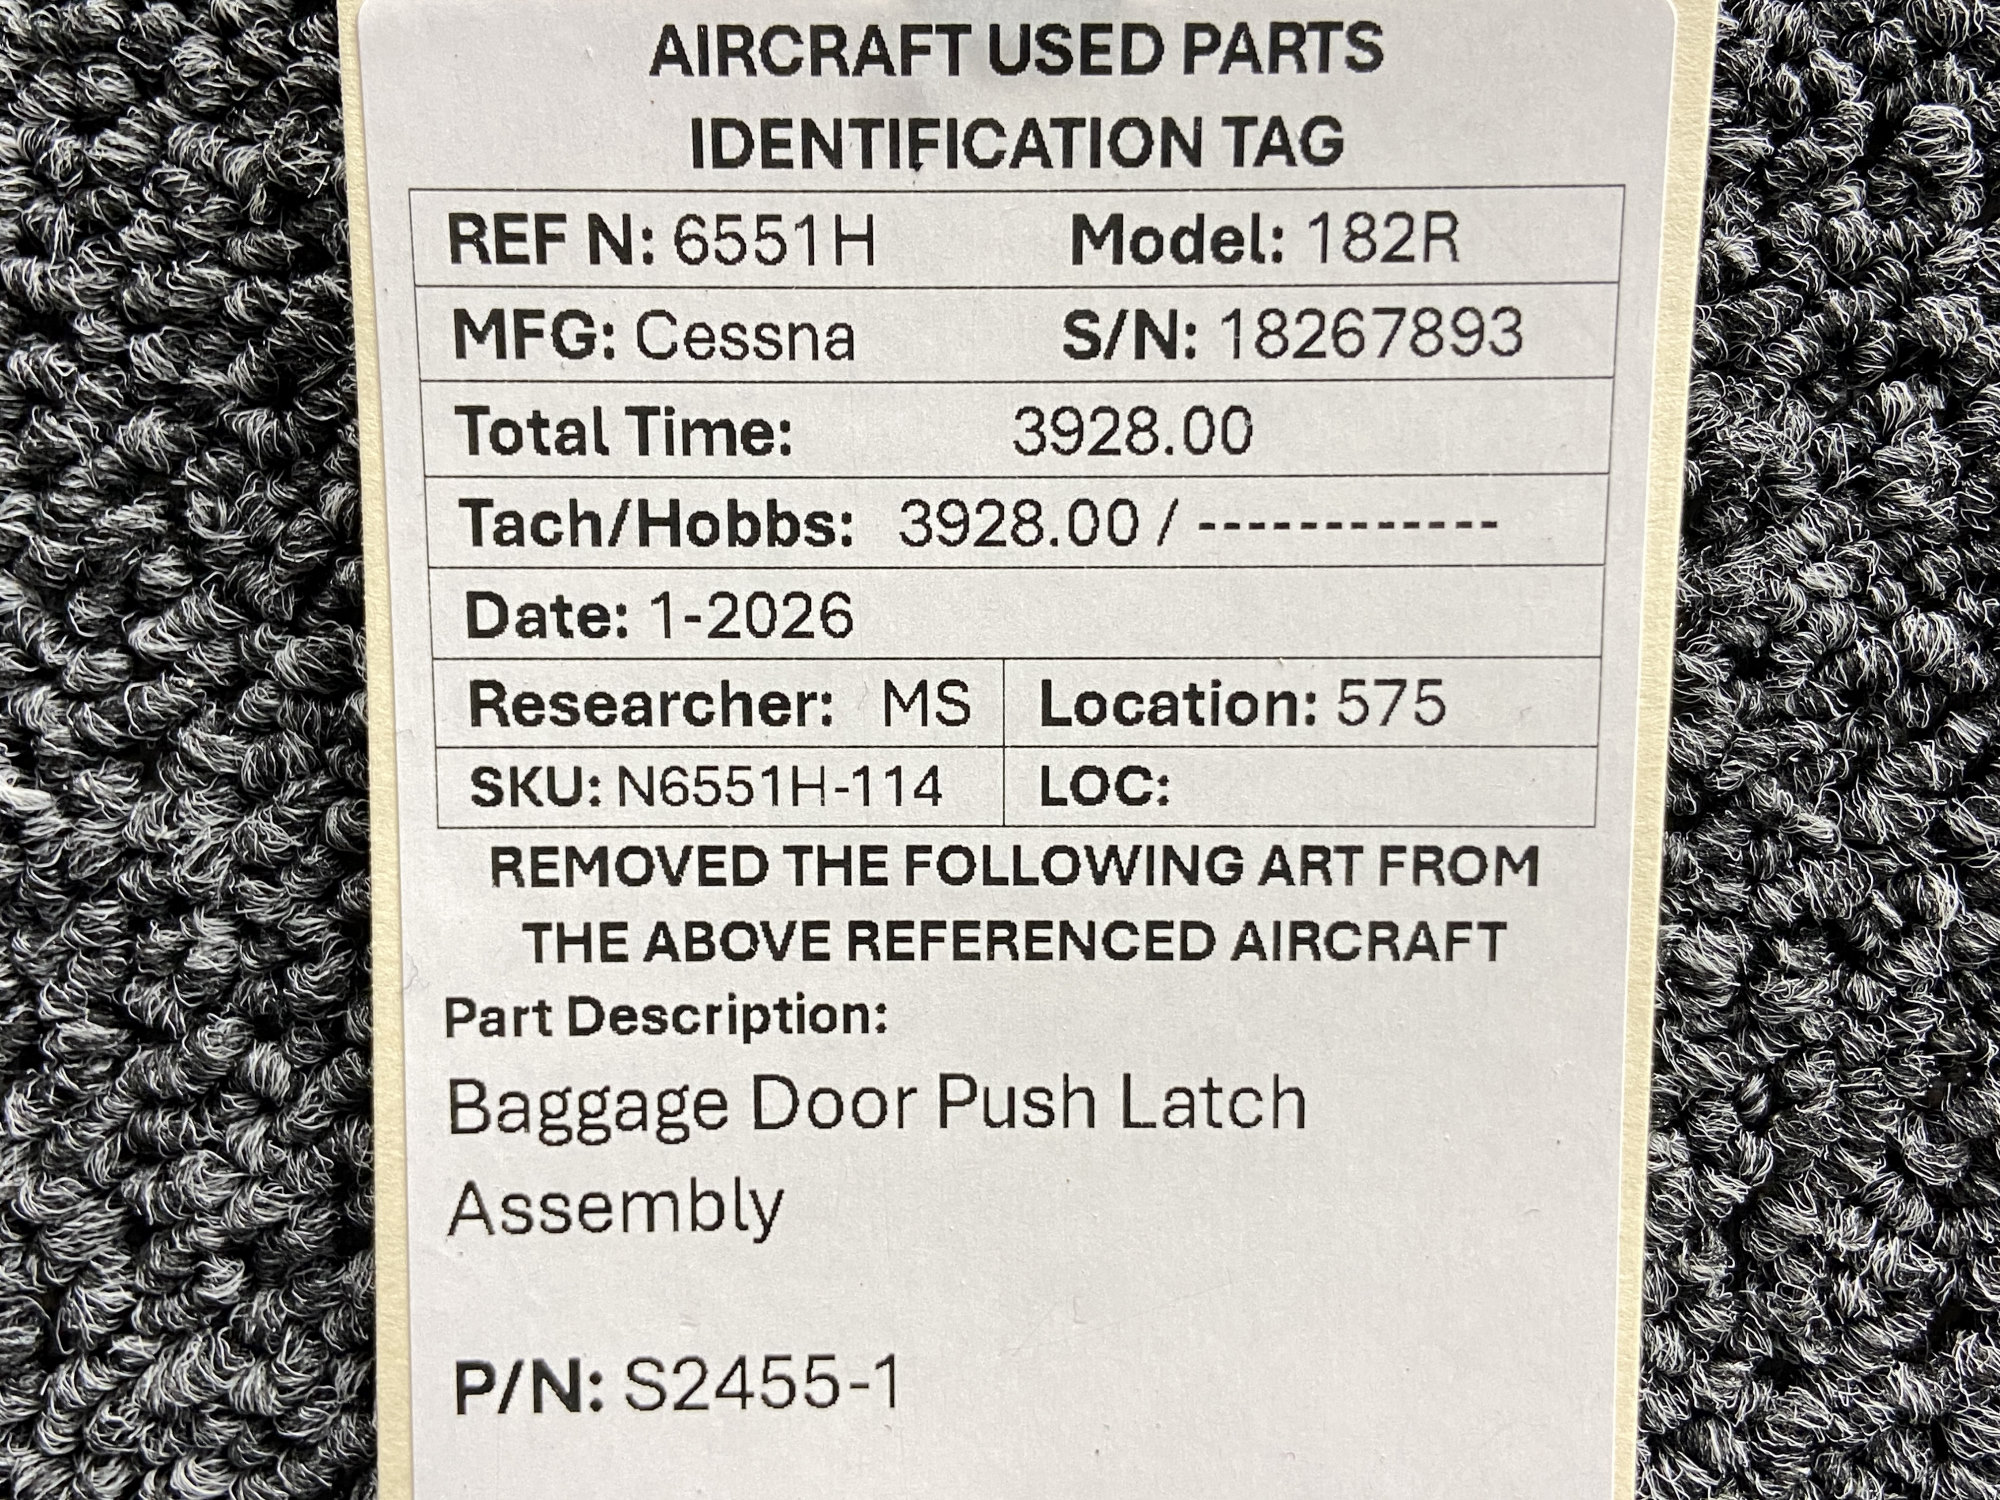 AIRCRAFT USED PARTS
IDENTIFICATION TAG
REF N: 6551H Model: 182R
MFG: Cessna S/N: 18267893
Total Time: 3928.00
Tach/Hobbs: 3928.00 / ------------
Date: 1-2026
Researcher: MS Location: 575
SKU: N6551H-114 LOC:
REMOVED THE FOLLOWING ART FROM
THE ABOVE REFERENCED AIRCRAFT
Part Description:
Baggage Door Push Latch
Assembly
P/N: S2455-1